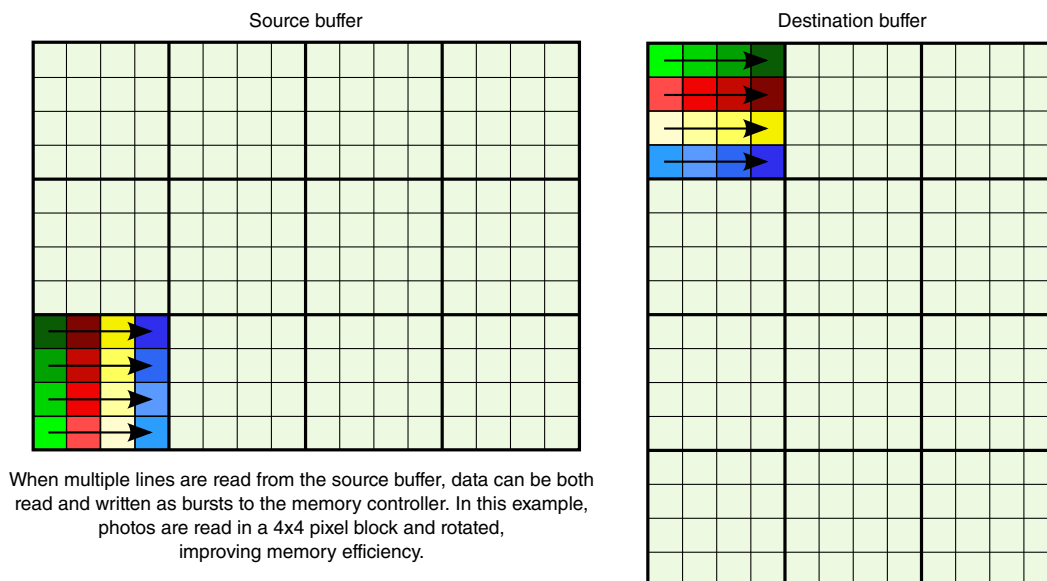 Source buffer
Destination buffer
When multiple lines are read from the source buffer, data can be both
read and written as bursts to the memory controller. In this example,
photos are read in a 4x4 pixel block and rotated,
improving memory efficiency.